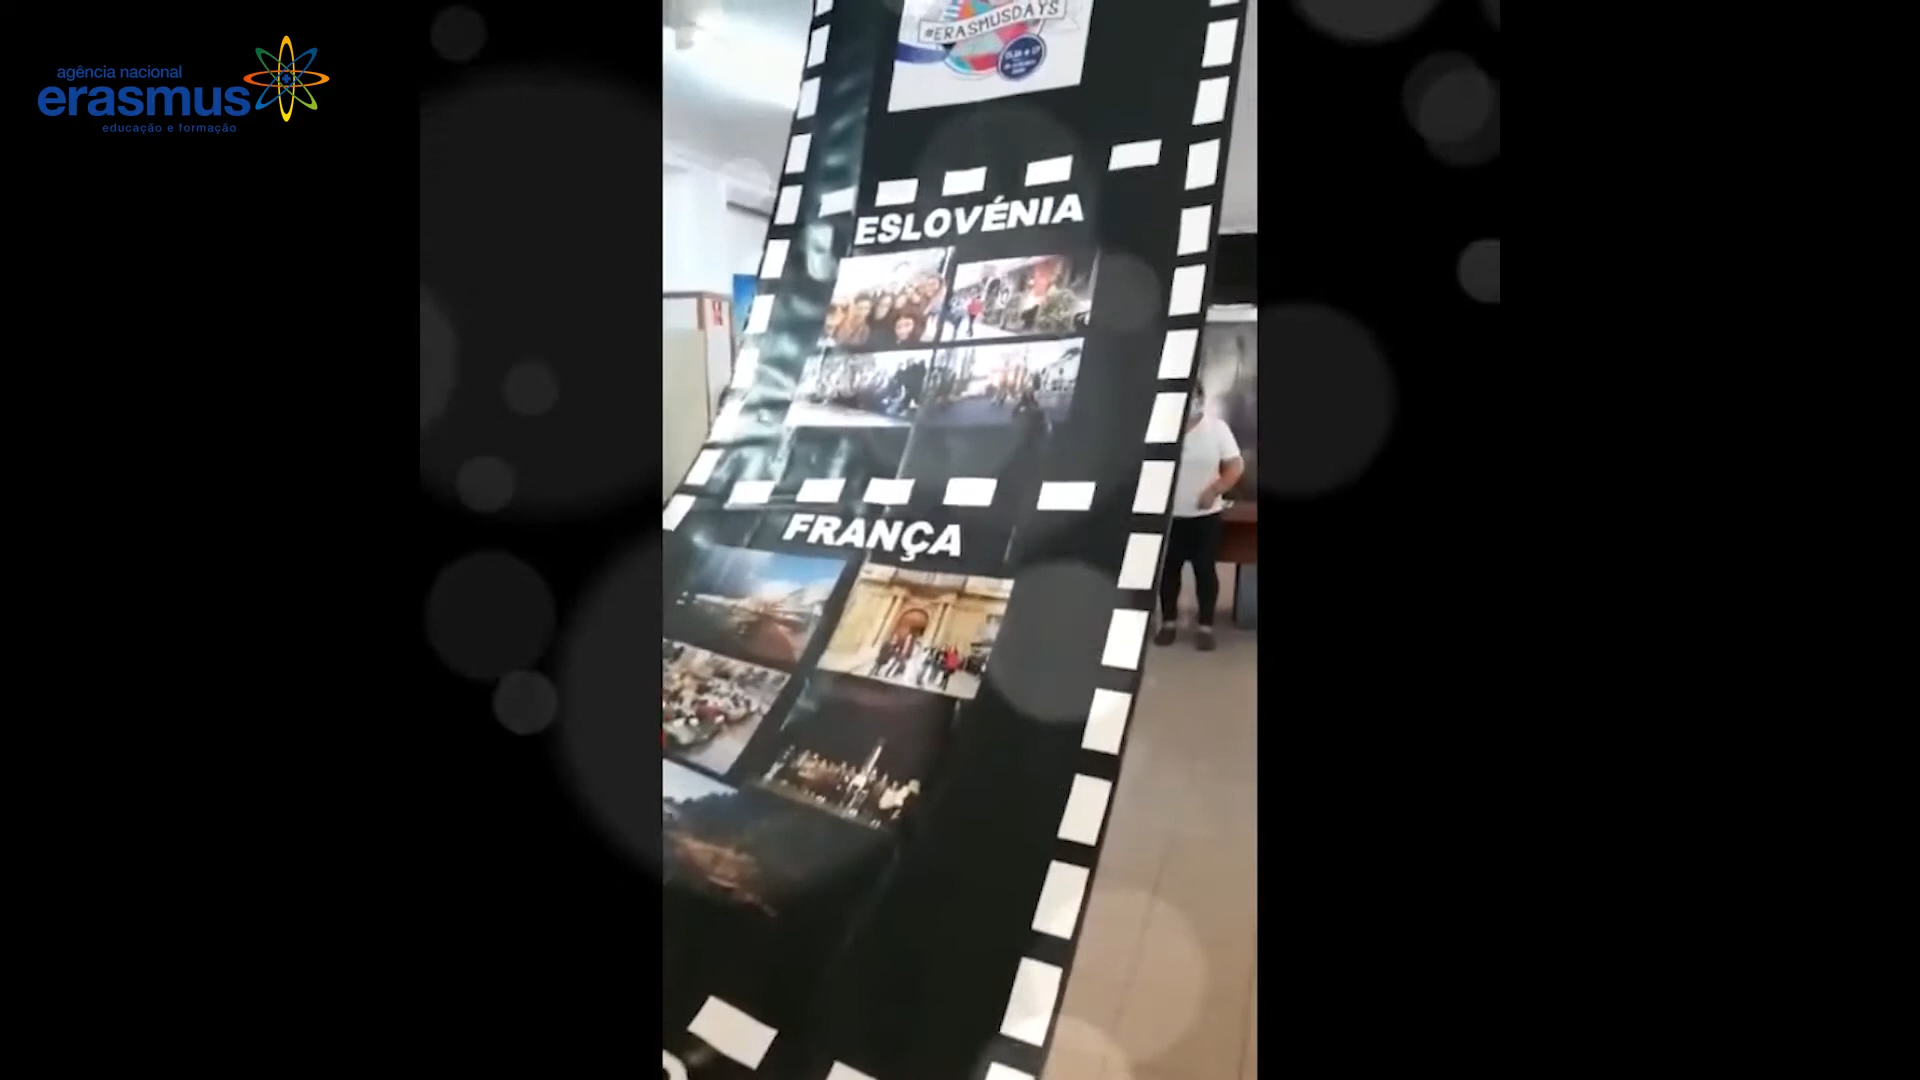 agência nacional
erasmus
educação e formação
#ERASMUSDAYS
ESLOVÉNIA
FRANÇA